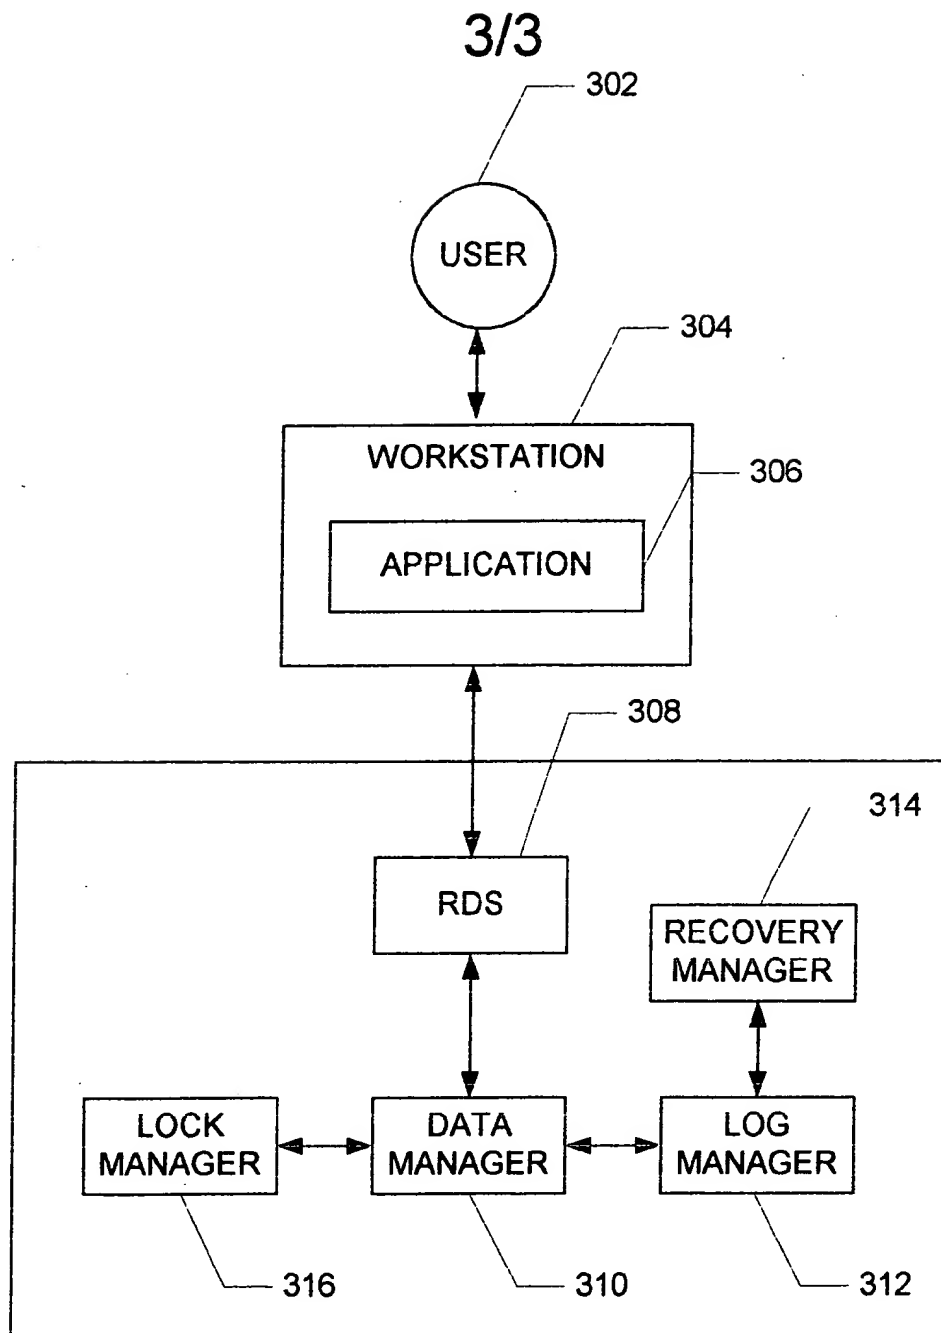 3/3
302
USER
304
WORKSTATION
306
APPLICATION
308
314
RDS
RECOVERY
MANAGER
LOCK
MANAGER
DATA
MANAGER
LOG
MANAGER
316
310
312